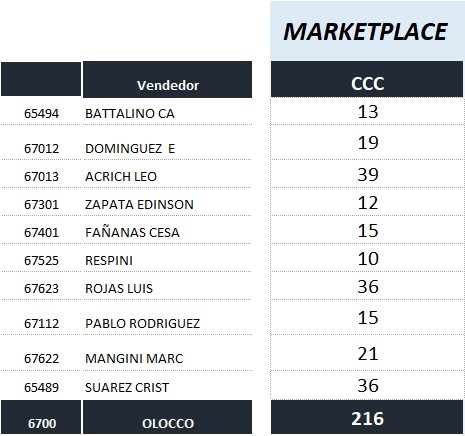 MARKETPLACE
Vendedor CCC
65494 BATTALINO CA 13
67012 DOMINGUEZ E 19
67013 ACRICH LEO 39
67301 ZAPATA EDINSON 12
67401 FAÑANAS CESA 15
67525 RESPINI 10
67623 ROJAS LUIS 36
67112 PABLO RODRIGUEZ 15
67622 MANGINI MARC 21
65489 SUAREZ CRIST 36
6700 OLOCCO 216